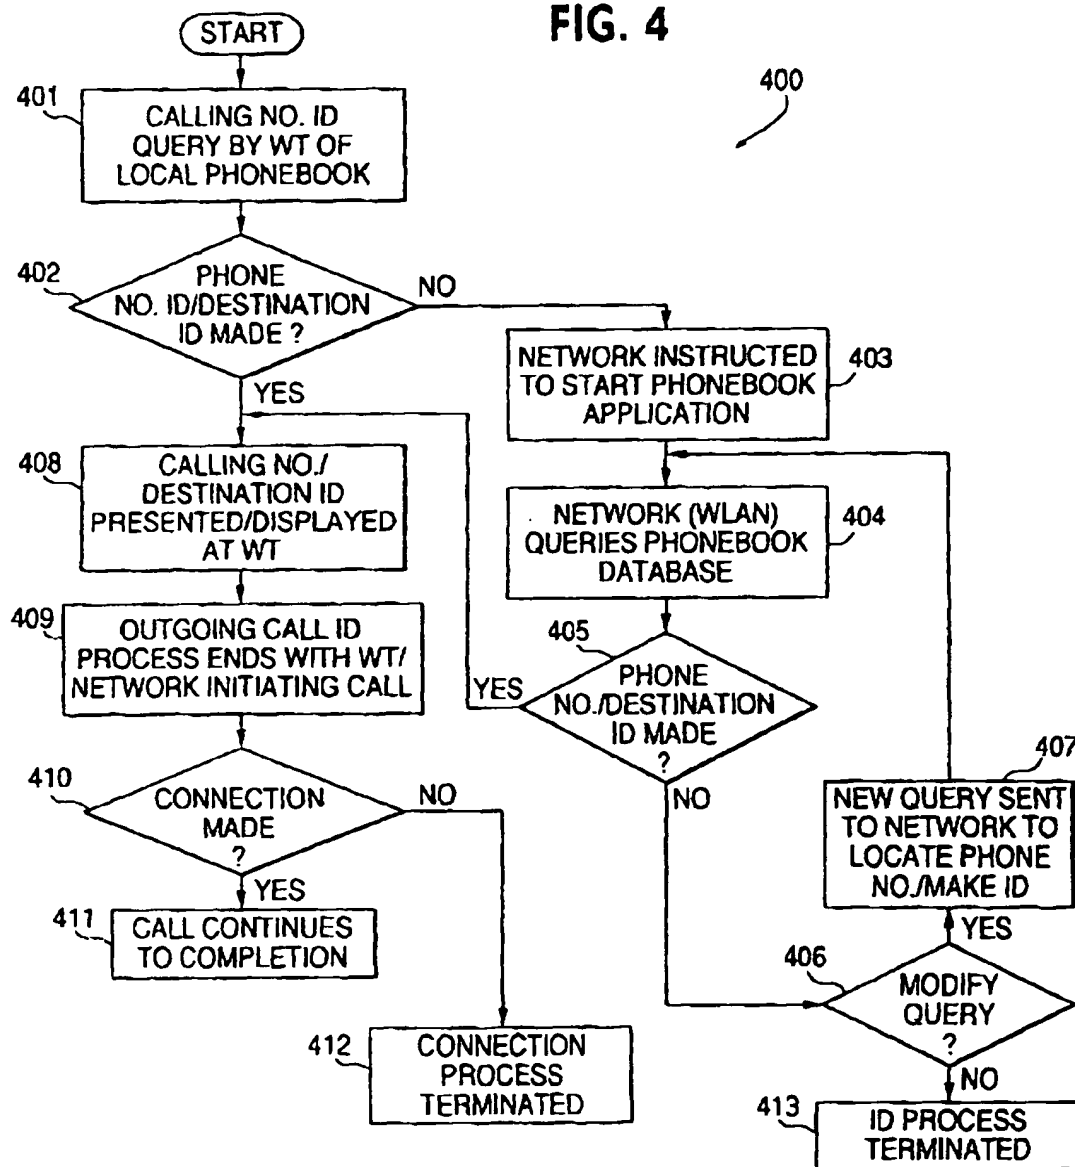 FIG. 4
START
400
401
CALLING NO. ID
QUERY BY WT OF
LOCAL PHONEBOOK
402
PHONE
NO. ID/DESTINATION
ID MADE ?
NO
YES
NETWORK INSTRUCTED
TO START PHONEBOOK
APPLICATION
403
408
CALLING NO./
DESTINATION ID
PRESENTED/DISPLAYED
AT WT
NETWORK (WLAN)
QUERIES PHONEBOOK
DATABASE
404
409
OUTGOING CALL ID
PROCESS ENDS WITH WT/
NETWORK INITIATING CALL
405
PHONE
NO./DESTINATION
ID MADE
?
YES
NO
410
CONNECTION
MADE
?
NO
YES
407
NEW QUERY SENT
TO NETWORK TO
LOCATE PHONE
NO./MAKE ID
411
CALL CONTINUES
TO COMPLETION
YES
406
MODIFY
QUERY
?
NO
412
CONNECTION
PROCESS
TERMINATED
413
ID PROCESS
TERMINATED